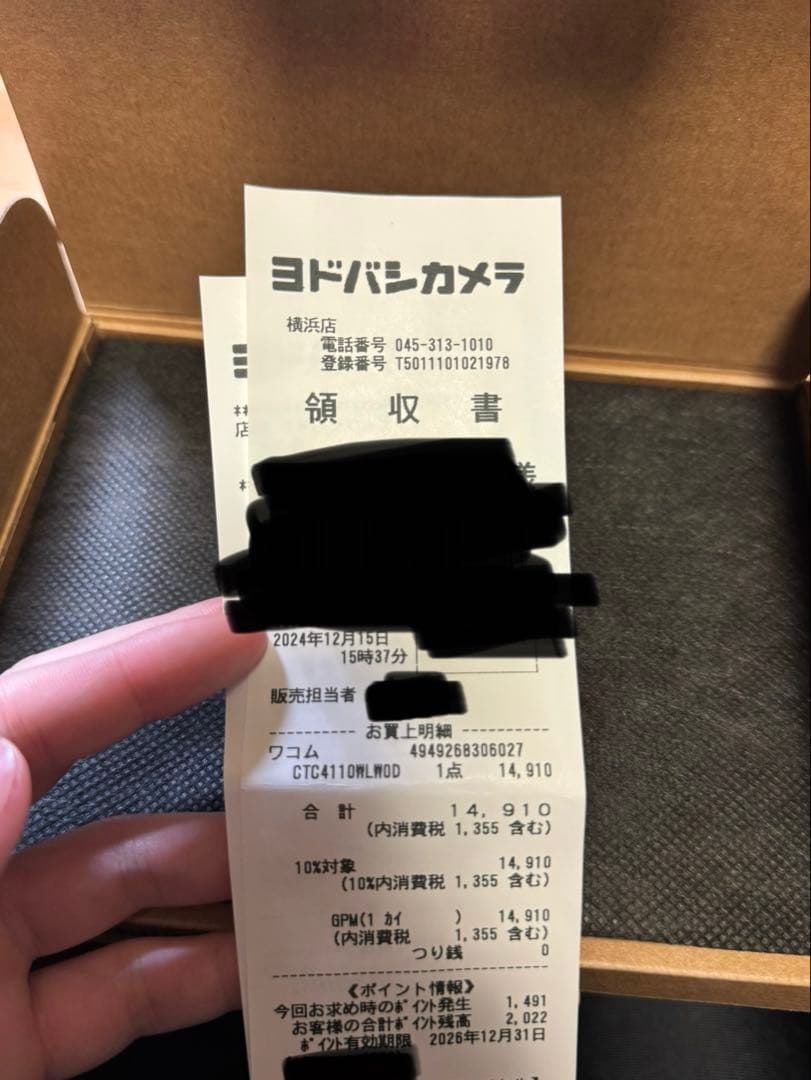 ヨドバシカメラ
横浜店
電話番号 045-313-1010
登録番号 T5011101021978
領 収 書
様
2024年12月15日
15時37分
販売担当者
---------- お買上明細 ----------
ワコム 4949268306027
CTC4110WLW0D 1点 14,910
合 計 14,910
(内消費税 1,355 含む)
10%対象 14,910
(10%内消費税 1,355 含む)
GPM(1 ｶｲ ) 14,910
(内消費税 1,355 含む)
つり銭 0
《ポイント情報》
今回お求め時のﾎﾟｲﾝﾄ発生 1,491
お客様の合計ﾎﾟｲﾝﾄ残高 2,022
ﾎﾟｲﾝﾄ有効期限 2026年12月31日
ヨ
**
店
*